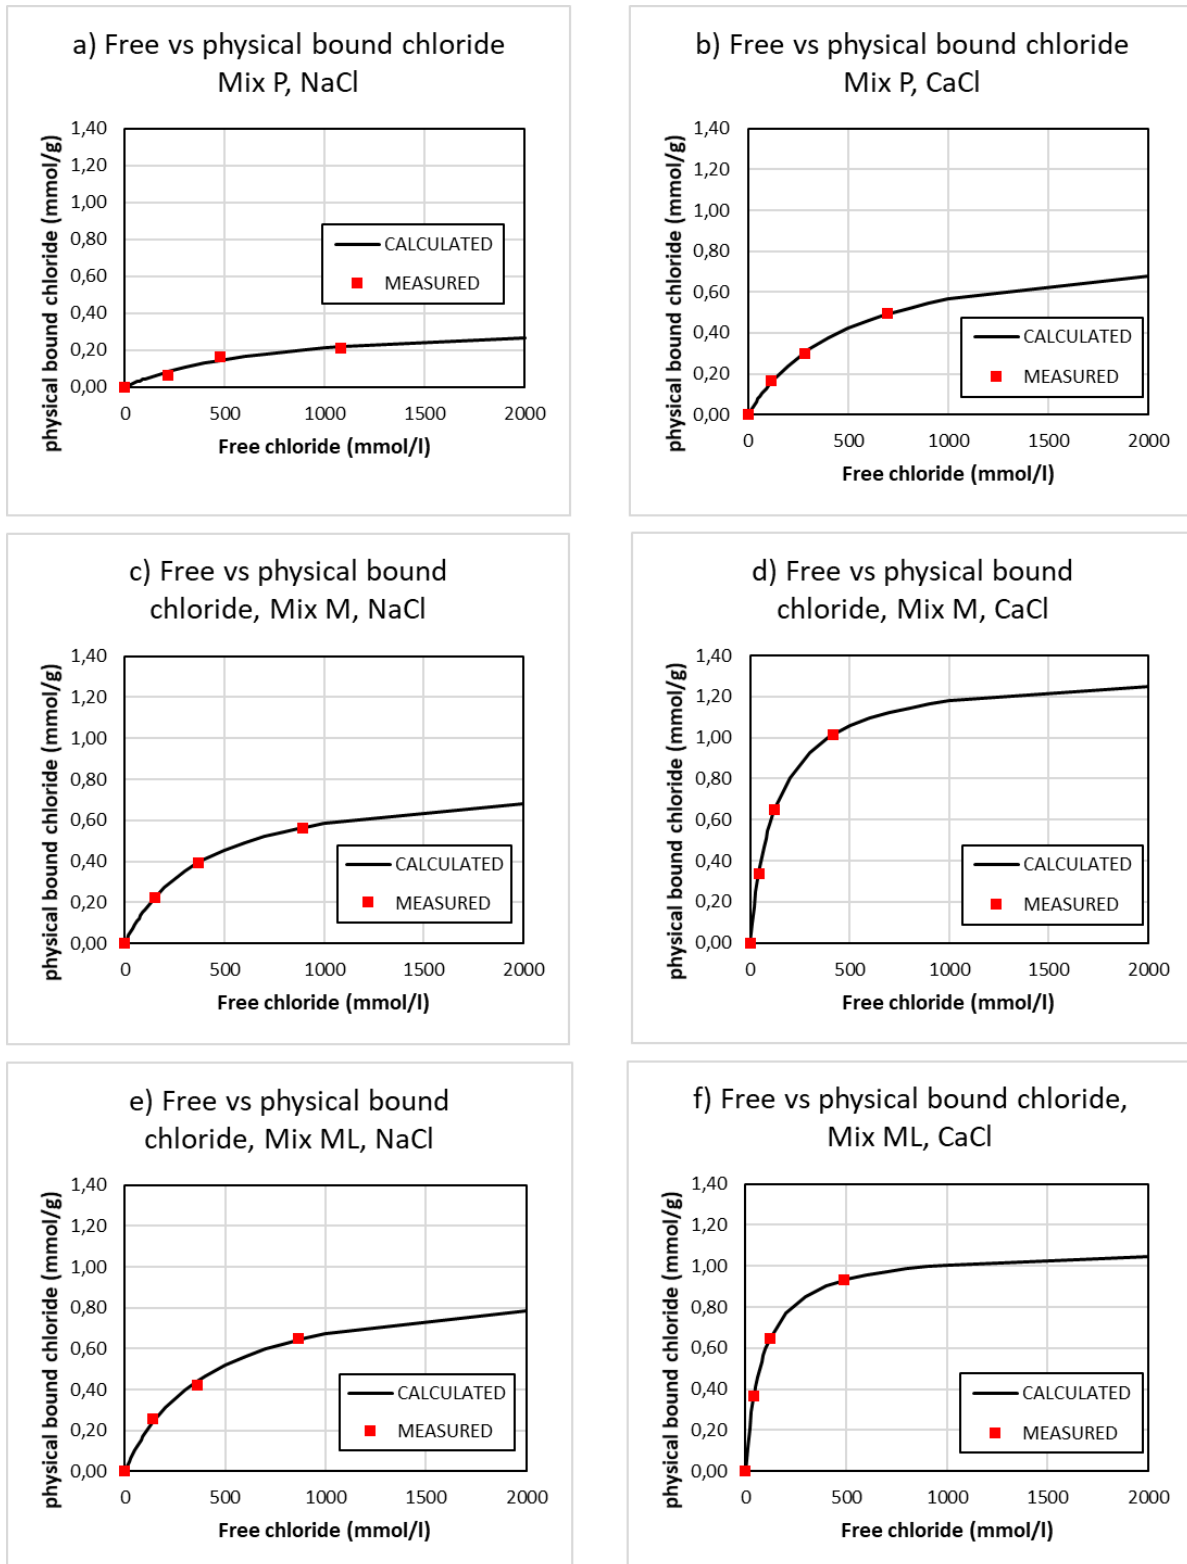 a) Free vs physical bound chloride
Mix P, NaCl
physical bound chloride (mmol/g)
1,40
1,20
1,00
0,80
0,60
0,40
0,20
0,00
CALCULATED
MEASURED
0 500 1000 1500 2000
Free chloride (mmol/l)
b) Free vs physical bound chloride
Mix P, CaCl
physical bound chloride (mmol/g)
1,40
1,20
1,00
0,80
0,60
0,40
0,20
0,00
CALCULATED
MEASURED
0 500 1000 1500 2000
Free chloride (mmol/l)
c) Free vs physical bound
chloride, Mix M, NaCl
physical bound chloride (mmol/g)
1,40
1,20
1,00
0,80
0,60
0,40
0,20
0,00
CALCULATED
MEASURED
0 500 1000 1500 2000
Free chloride (mmol/l)
d) Free vs physical bound
chloride, Mix M, CaCl
physical bound chloride (mmol/g)
1,40
1,20
1,00
0,80
0,60
0,40
0,20
0,00
CALCULATED
MEASURED
0 500 1000 1500 2000
Free chloride (mmol/l)
e) Free vs physical bound
chloride, Mix ML, NaCl
physical bound chloride (mmol/g)
1,40
1,20
1,00
0,80
0,60
0,40
0,20
0,00
CALCULATED
MEASURED
0 500 1000 1500 2000
Free chloride (mmol/l)
f) Free vs physical bound chloride,
Mix ML, CaCl
physical bound chloride (mmol/g)
1,40
1,20
1,00
0,80
0,60
0,40
0,20
0,00
CALCULATED
MEASURED
0 500 1000 1500 2000
Free chloride (mmol/l)